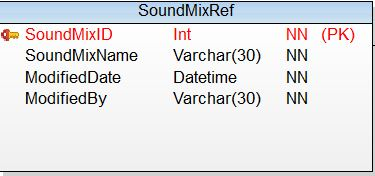 SoundMixRef
SoundMixID Int NN (PK)
SoundMixName Varchar(30) NN
ModifiedDate Datetime NN
ModifiedBy Varchar(30) NN